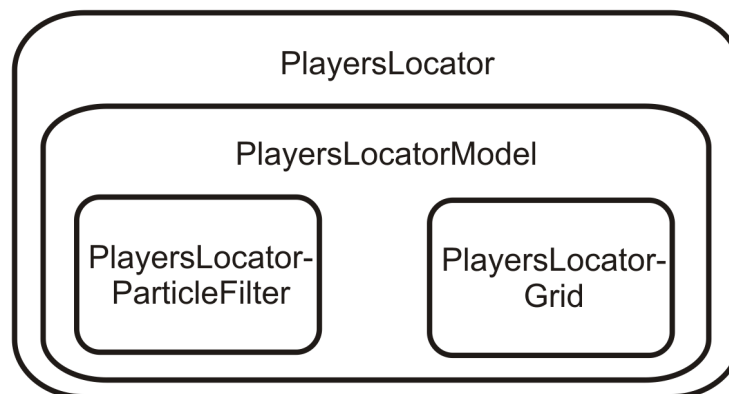 PlayersLocator
PlayersLocatorModel
PlayersLocator-
ParticleFilter
PlayersLocator-
Grid